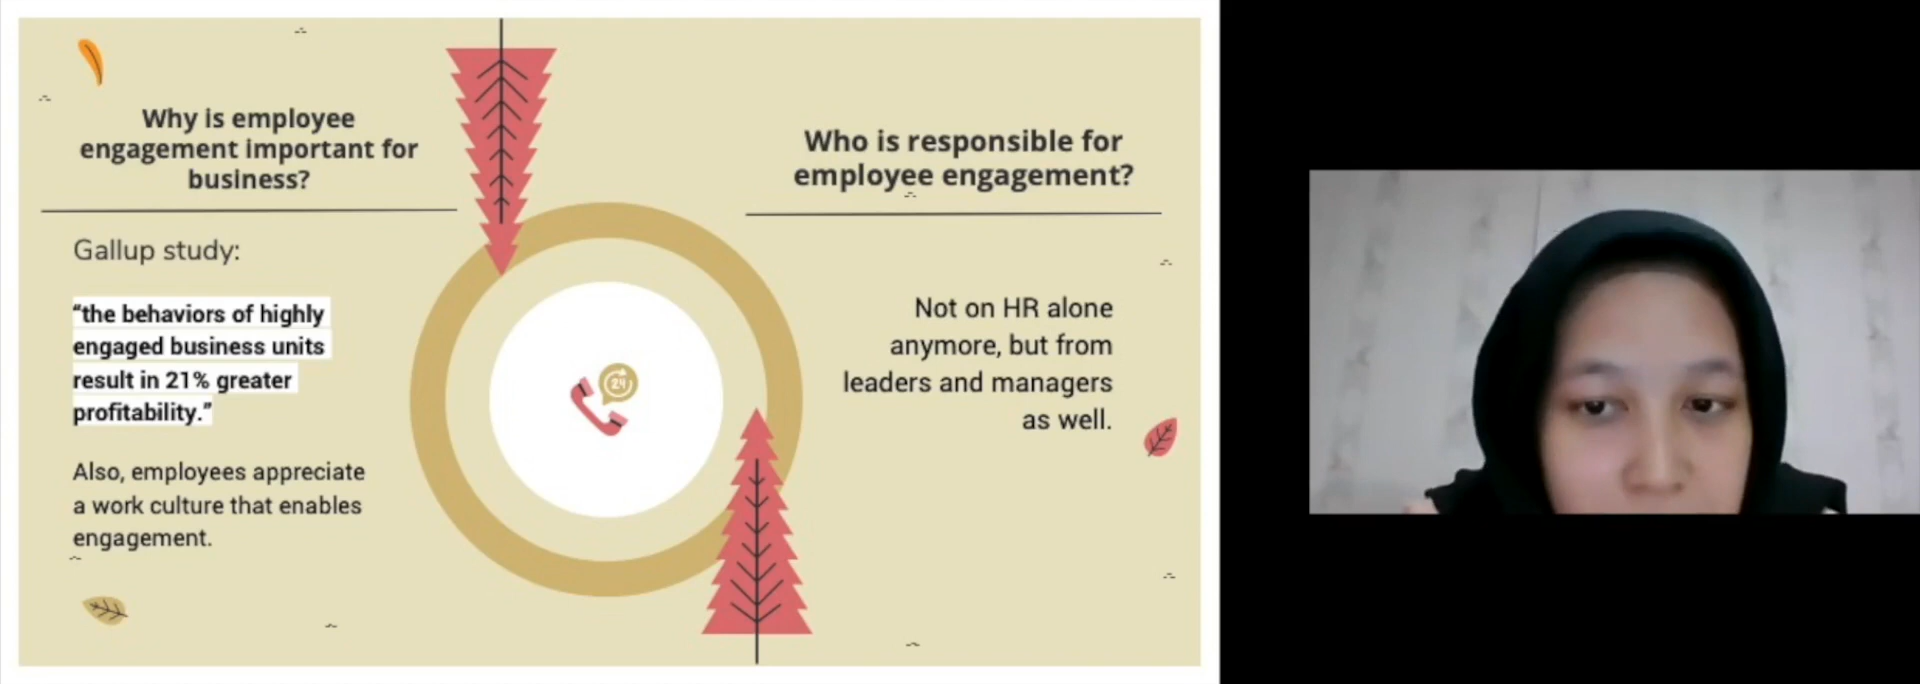 Why is employee
engagement important for
business?
Gallup study:
“the behaviors of highly
engaged business units
result in 21% greater
profitability.”
Also, employees appreciate
a work culture that enables
engagement.
24
Who is responsible for
employee engagement?
Not on HR alone
anymore, but from
leaders and managers
as well.